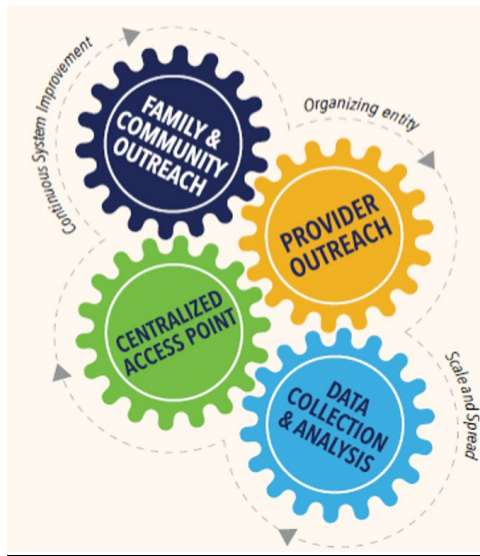 Continuous System Improvement
FAMILY &
COMMUNITY
OUTREACH
Organizing entity
PROVIDER
OUTREACH
CENTRALIZED
ACCESS POINT
DATA
COLLECTION
& ANALYSIS
Scale and Spread